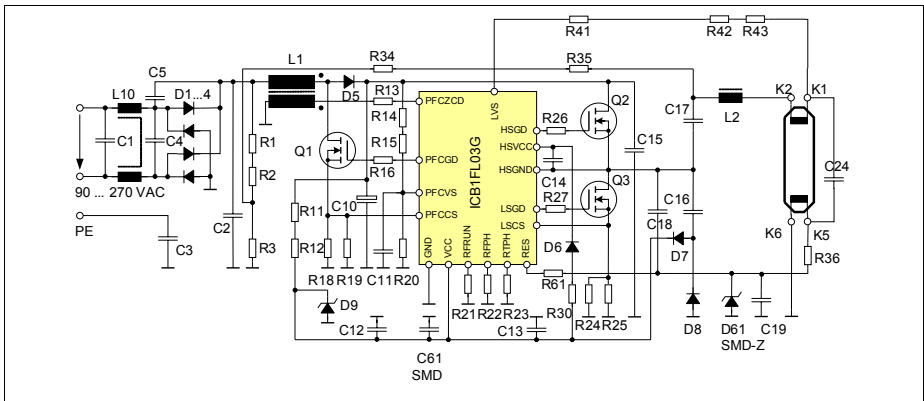 R41
R42 R43
R34
R35
L1
C5
L10
D1...4
D5
R13
R14
PFCZCD
LVS
Q2
C17
K2
K1
L2
C1
C4
R1
R15
HSGD
R26
C15
Q1
R16
PFCGD
HSVCC
ICB1FL03G
R2
HSGND
C14
Q3
C24
90 ... 270 VAC
PFCVS
R27
C16
R11
C10
LSGD
C18
PE
C2
PFCCS
LSCS
K6
K5
C3
R3
R12
D6
D7
R36
GND
VCC
RFRUN
RFPH
RTPH
RES
R18
R19
C11
R20
R61
D9
R21
R22
R23
R30
R24
R25
D8
D61
SMD-Z
C19
C12
C61
SMD
C13